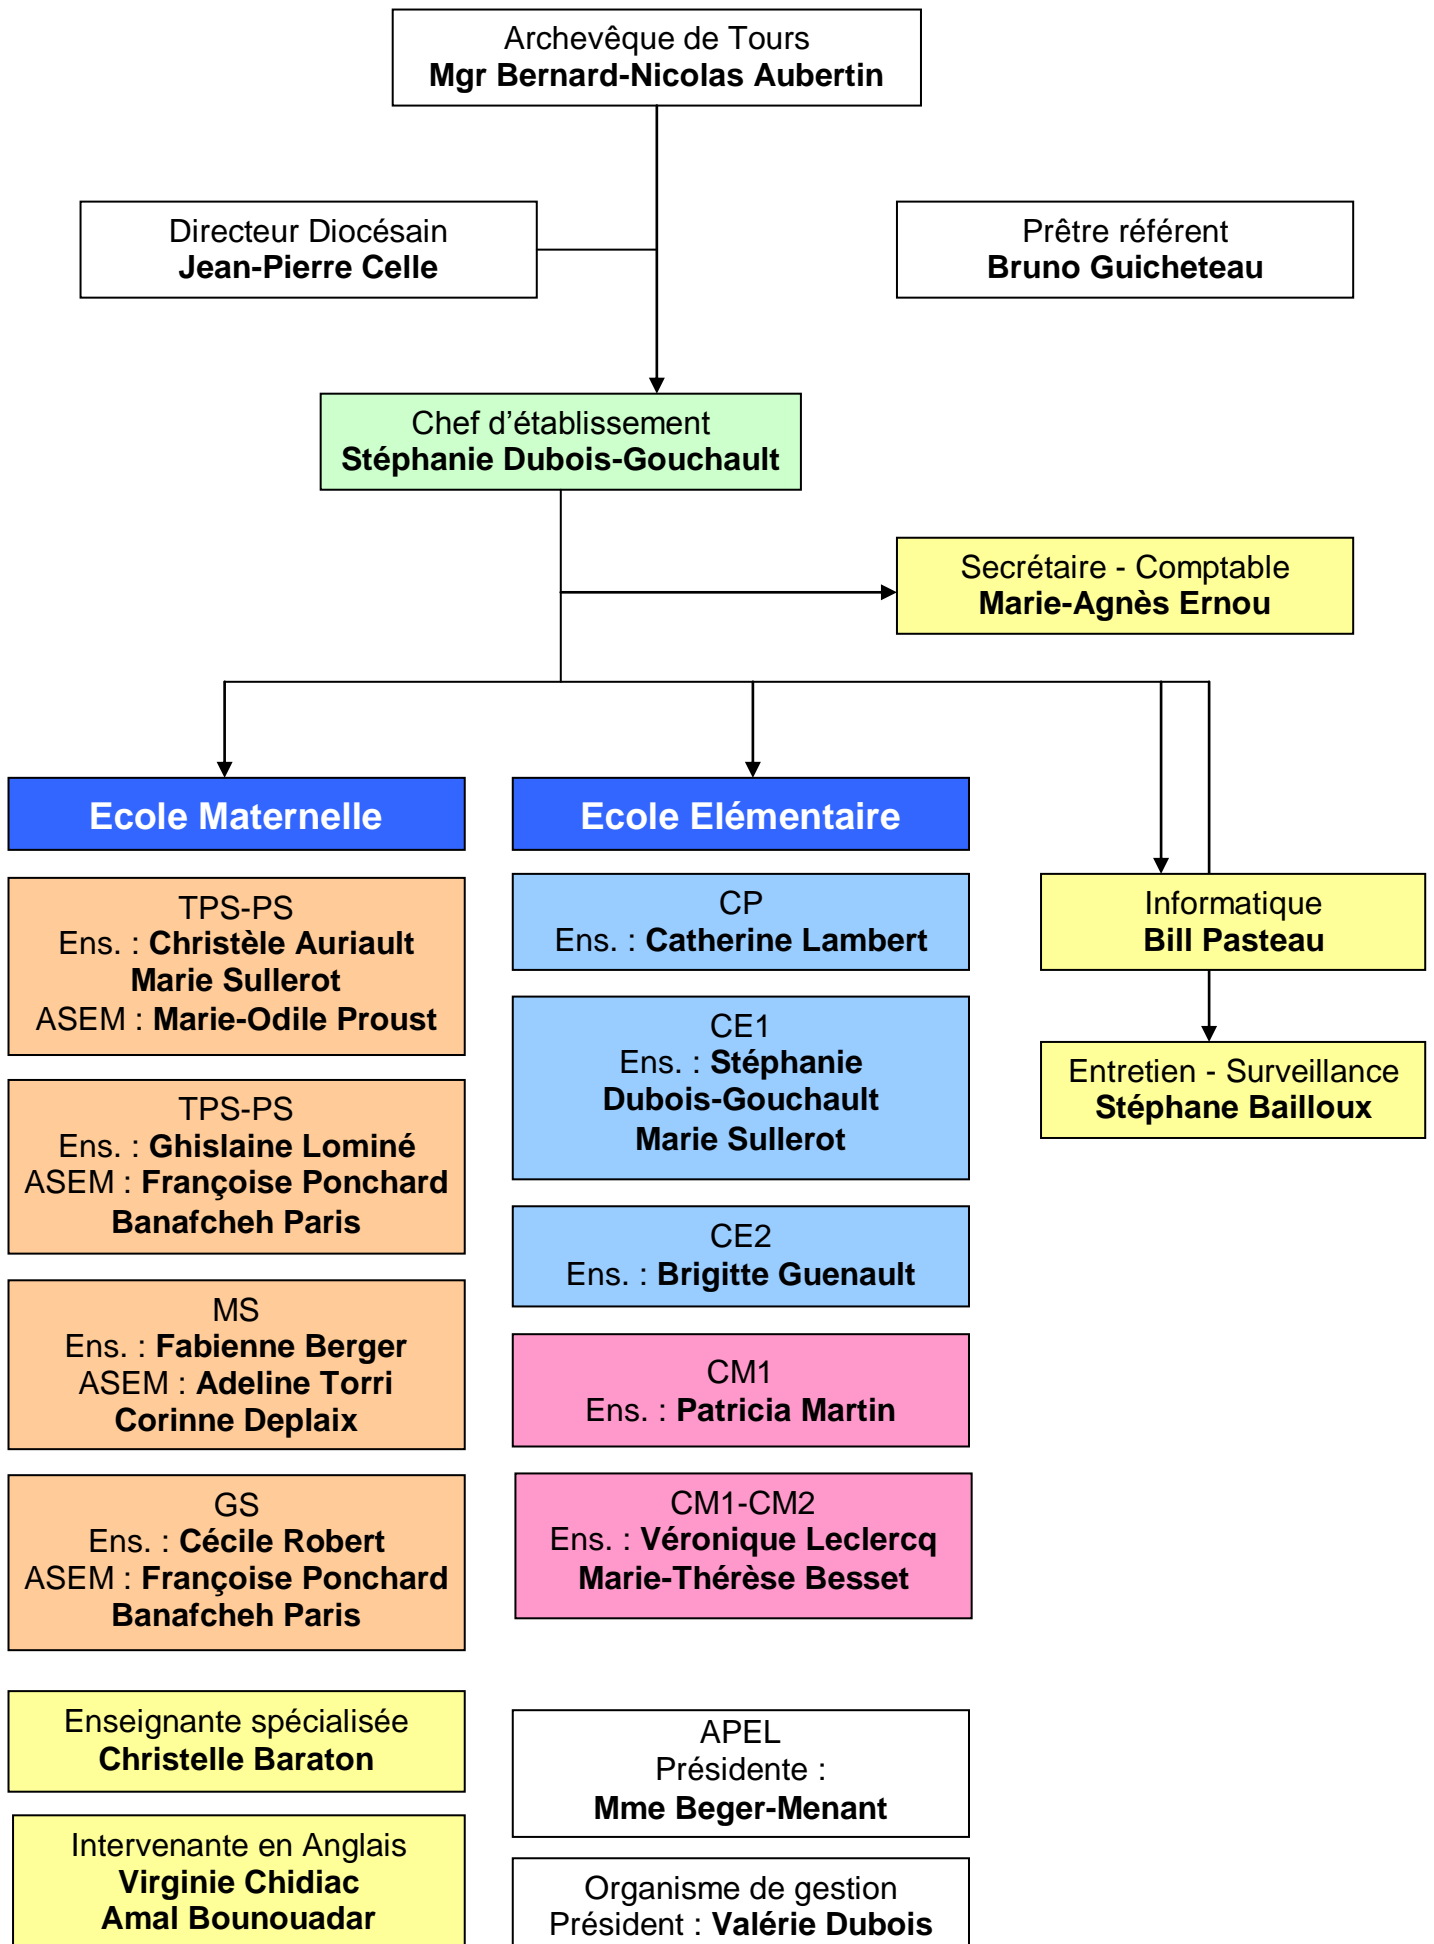 Archevêque de Tours
Mgr Bernard-Nicolas Aubertin
Directeur Diocésain
Jean-Pierre Celle
Prêtre référent
Bruno Guicheteau
Chef d’établissement
Stéphanie Dubois-Gouchault
Secrétaire - Comptable
Marie-Agnès Ernou
Ecole Maternelle
TPS-PS
Ens. : Christèle Auriault
Marie Sullerot
ASEM : Marie-Odile Proust
TPS-PS
Ens. : Ghislaine Lominé
ASEM : Françoise Ponchard
Banafcheh Paris
MS
Ens. : Fabienne Berger
ASEM : Adeline Torri
Corinne Deplaix
GS
Ens. : Cécile Robert
ASEM : Françoise Ponchard
Banafcheh Paris
Enseignante spécialisée
Christelle Baraton
Intervenante en Anglais
Virginie Chidiac
Amal Bounouadar
Ecole Elémentaire
CP
Ens. : Catherine Lambert
CE1
Ens. : Stéphanie
Dubois-Gouchault
Marie Sullerot
CE2
Ens. : Brigitte Guenault
CM1
Ens. : Patricia Martin
CM1-CM2
Ens. : Véronique Leclercq
Marie-Thérèse Besset
APEL
Présidente :
Mme Beger-Menant
Organisme de gestion
Président : Valérie Dubois
Informatique
Bill Pasteau
Entretien - Surveillance
Stéphane Bailloux